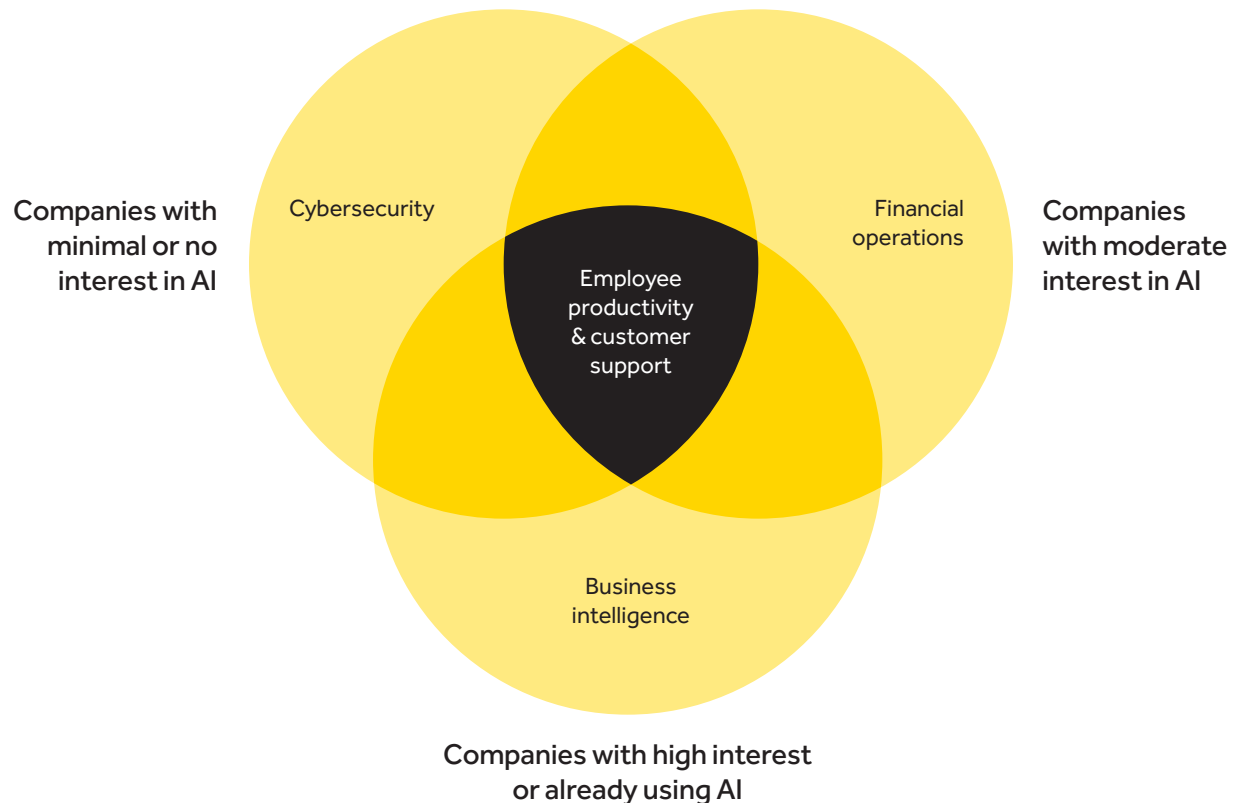 Companies with
minimal or no
interest in AI
Cybersecurity
Financial
operations
Companies
with moderate
interest in AI
Employee
productivity
& customer
support
Business
intelligence
Companies with high interest
or already using AI